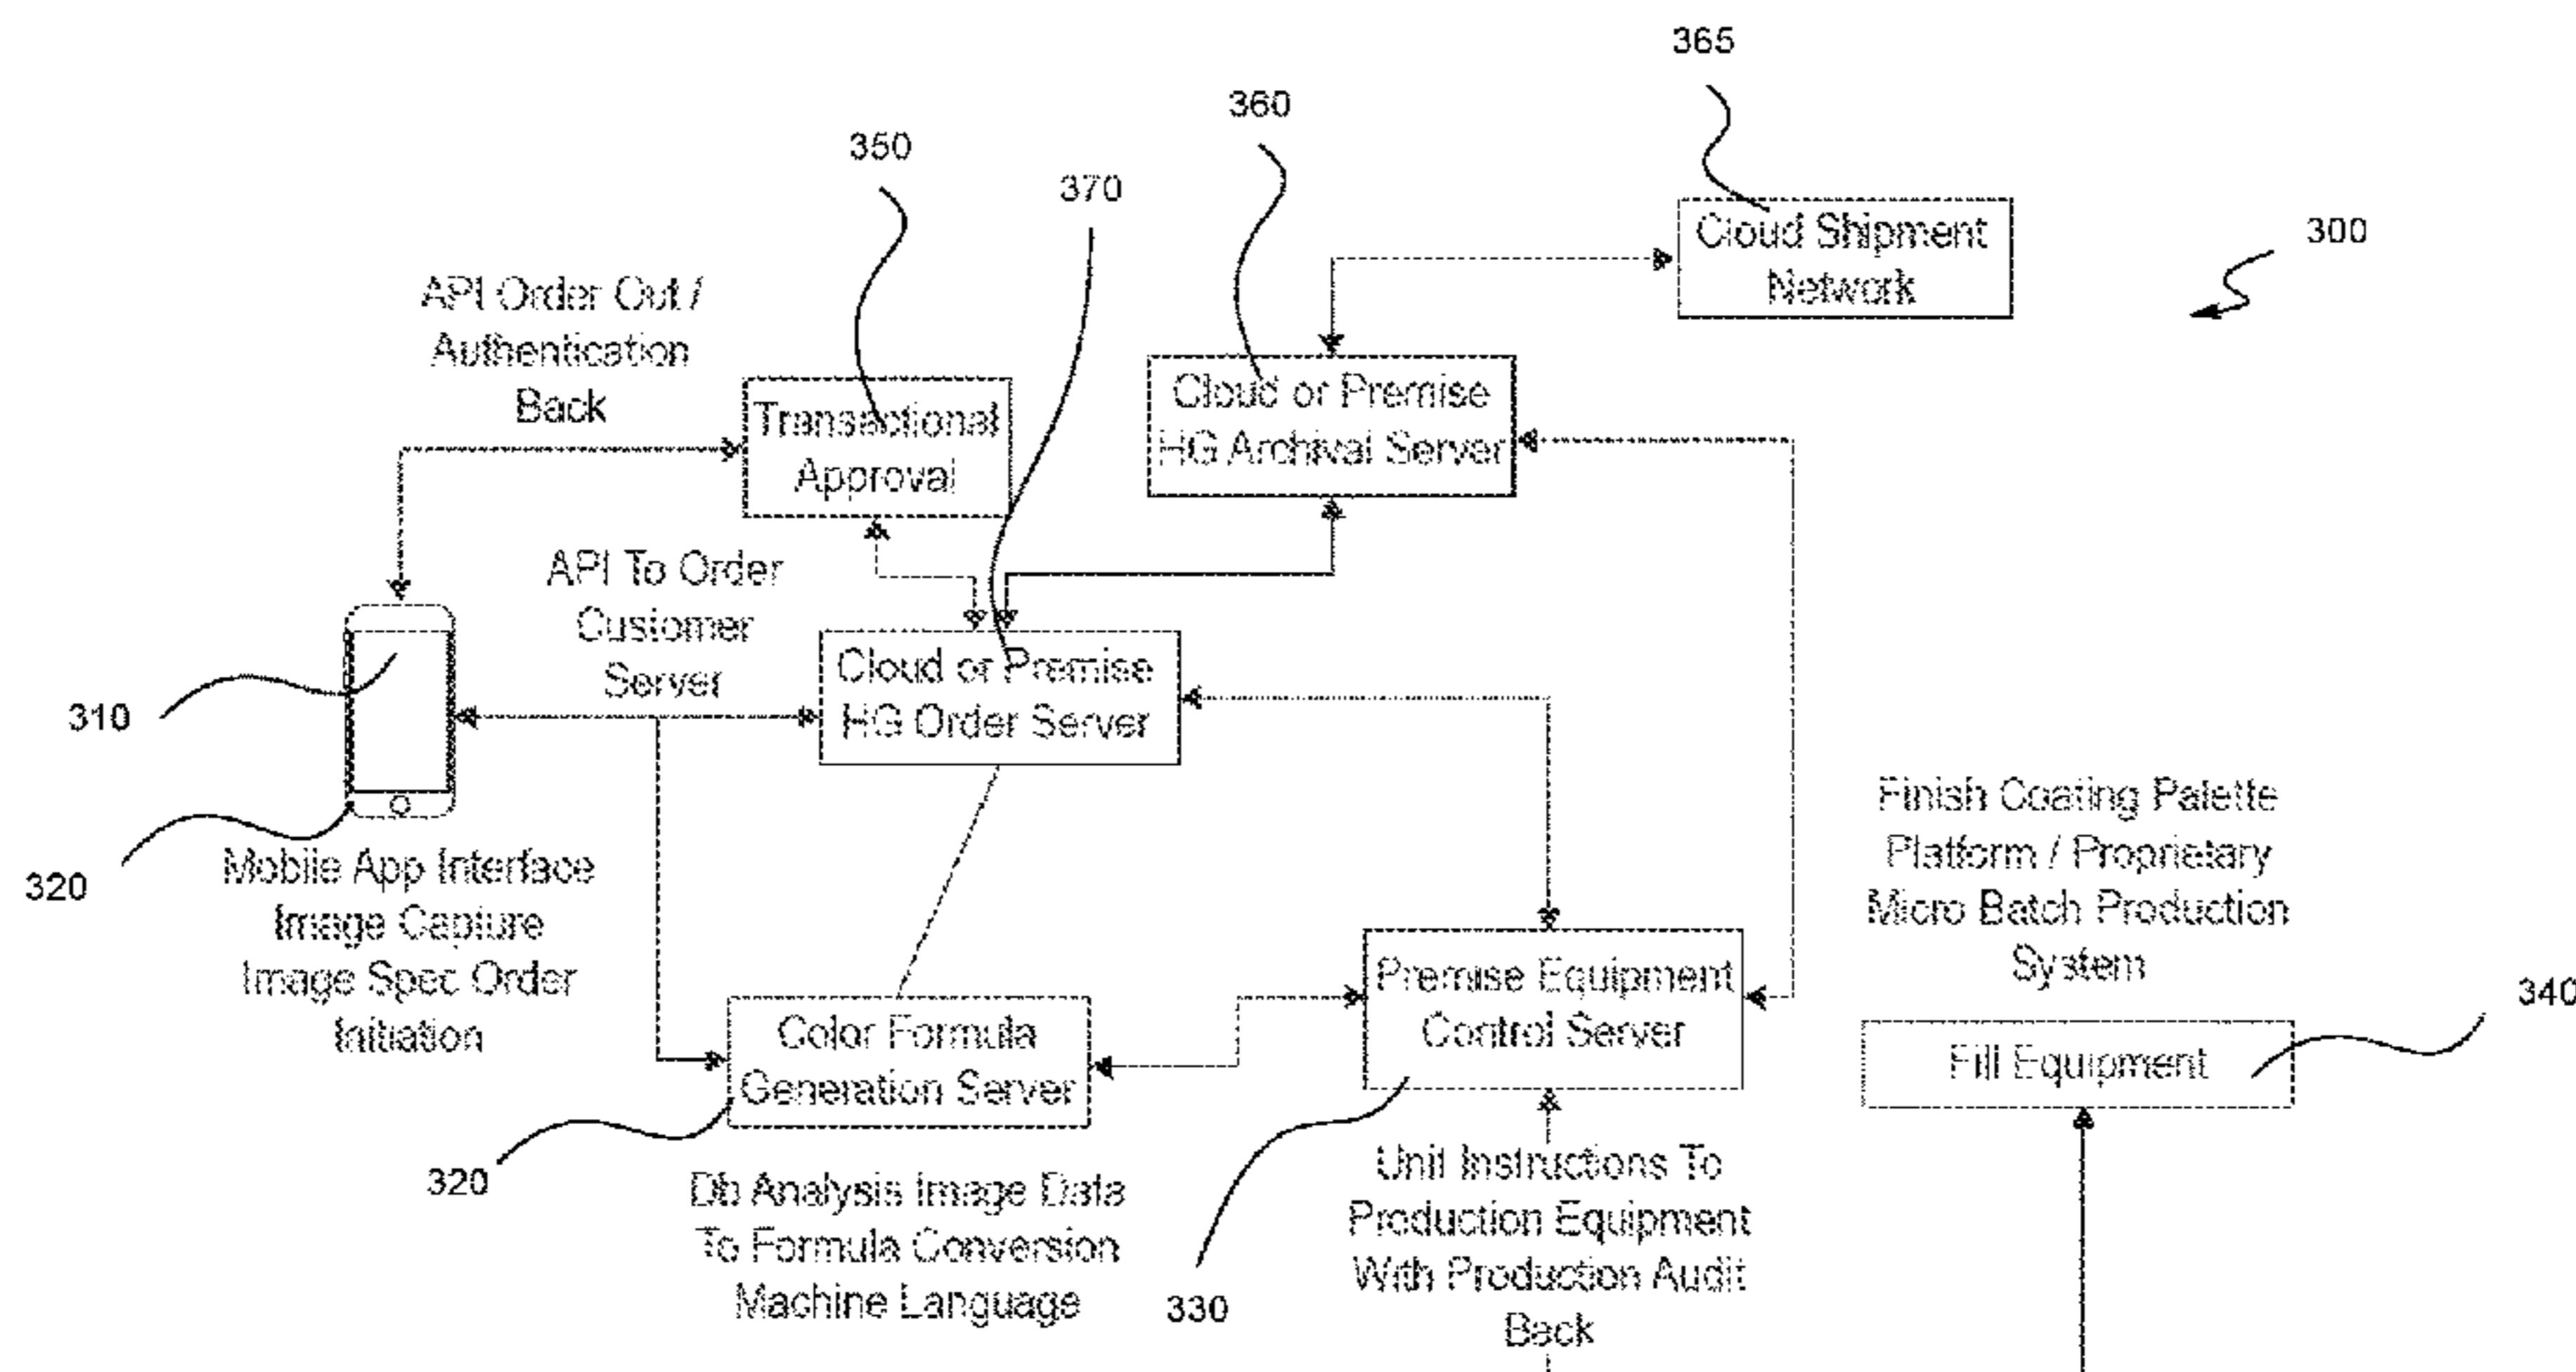 365
360
350
370
Cloud Shipment
Network
300
API Order Out /
Authentication
Back
Transactional
Approval
Cloud or Premise
HG Archival Server
API To Order
Customer
Server
Cloud or Premise
HG Order Server
310
320
Mobile App Interface
Image Capture
Image Spec Order
Initiation
Finish Coating Palette
Platform / Proprietary
Micro Batch Production
System
340
Premise Equipment
Control Server
Fill Equipment
Color Formula
Generation Server
320
Db Analysis Image Data
To Formula Conversion
Machine Language
330
Unit Instructions To
Production Equipment
With Production Audit
Back